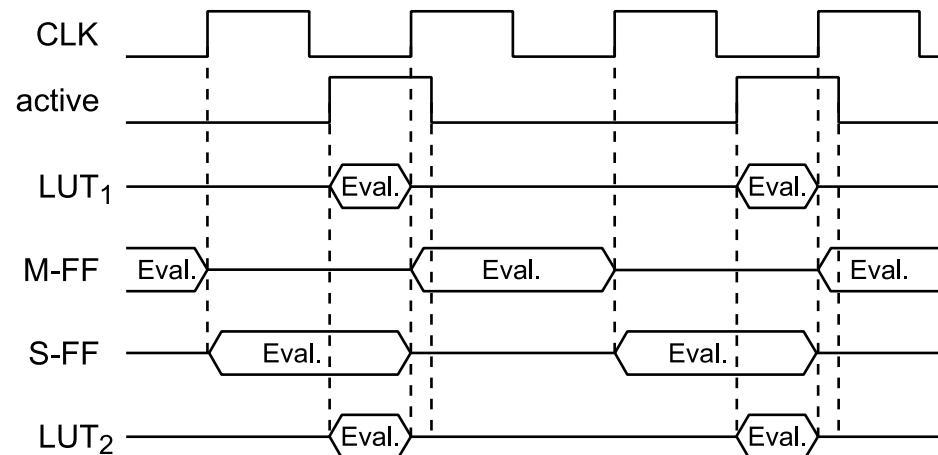 CLK
active
LUT1 Eval. Eval.
M-FF Eval. Eval. Eval.
S-FF Eval. Eval.
LUT2 Eval. Eval.